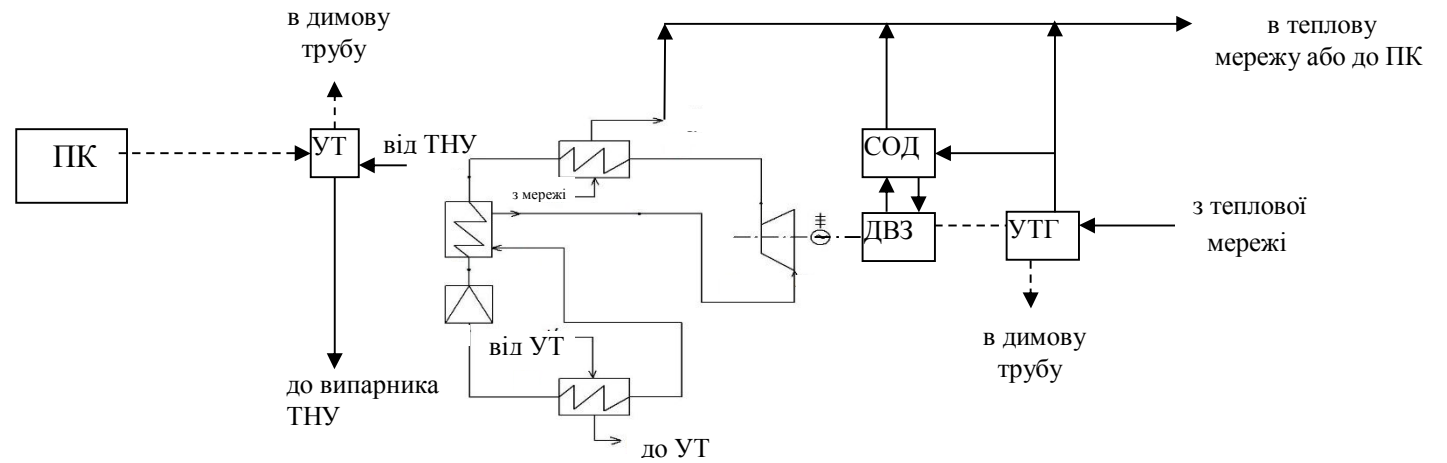 в димову
трубу
в теплову
мережу або до ПК
ПК
УТ
від ТНУ
СОД
з мережі
ДВЗ
УТГ
з теплової
мережі
від УТ
в димову
трубу
до випарника
ТНУ
до УТ